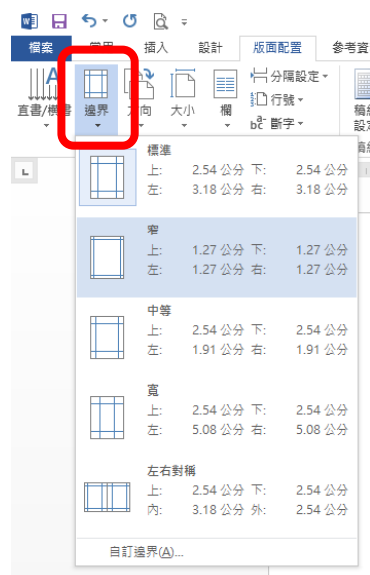 檔案 常用 插入 設計 版面配置 參考資
直書/橫書 邊界 方向 大小 欄
分隔設定
行號
斷字
稿紙
設定
標準
上: 2.54 公分 下: 2.54 公分
左: 3.18 公分 右: 3.18 公分
窄
上: 1.27 公分 下: 1.27 公分
左: 1.27 公分 右: 1.27 公分
中等
上: 2.54 公分 下: 2.54 公分
左: 1.91 公分 右: 1.91 公分
寬
上: 2.54 公分 下: 2.54 公分
左: 5.08 公分 右: 5.08 公分
左右對稱
上: 2.54 公分 下: 2.54 公分
內: 3.18 公分 外: 2.54 公分
自訂邊界(A)...